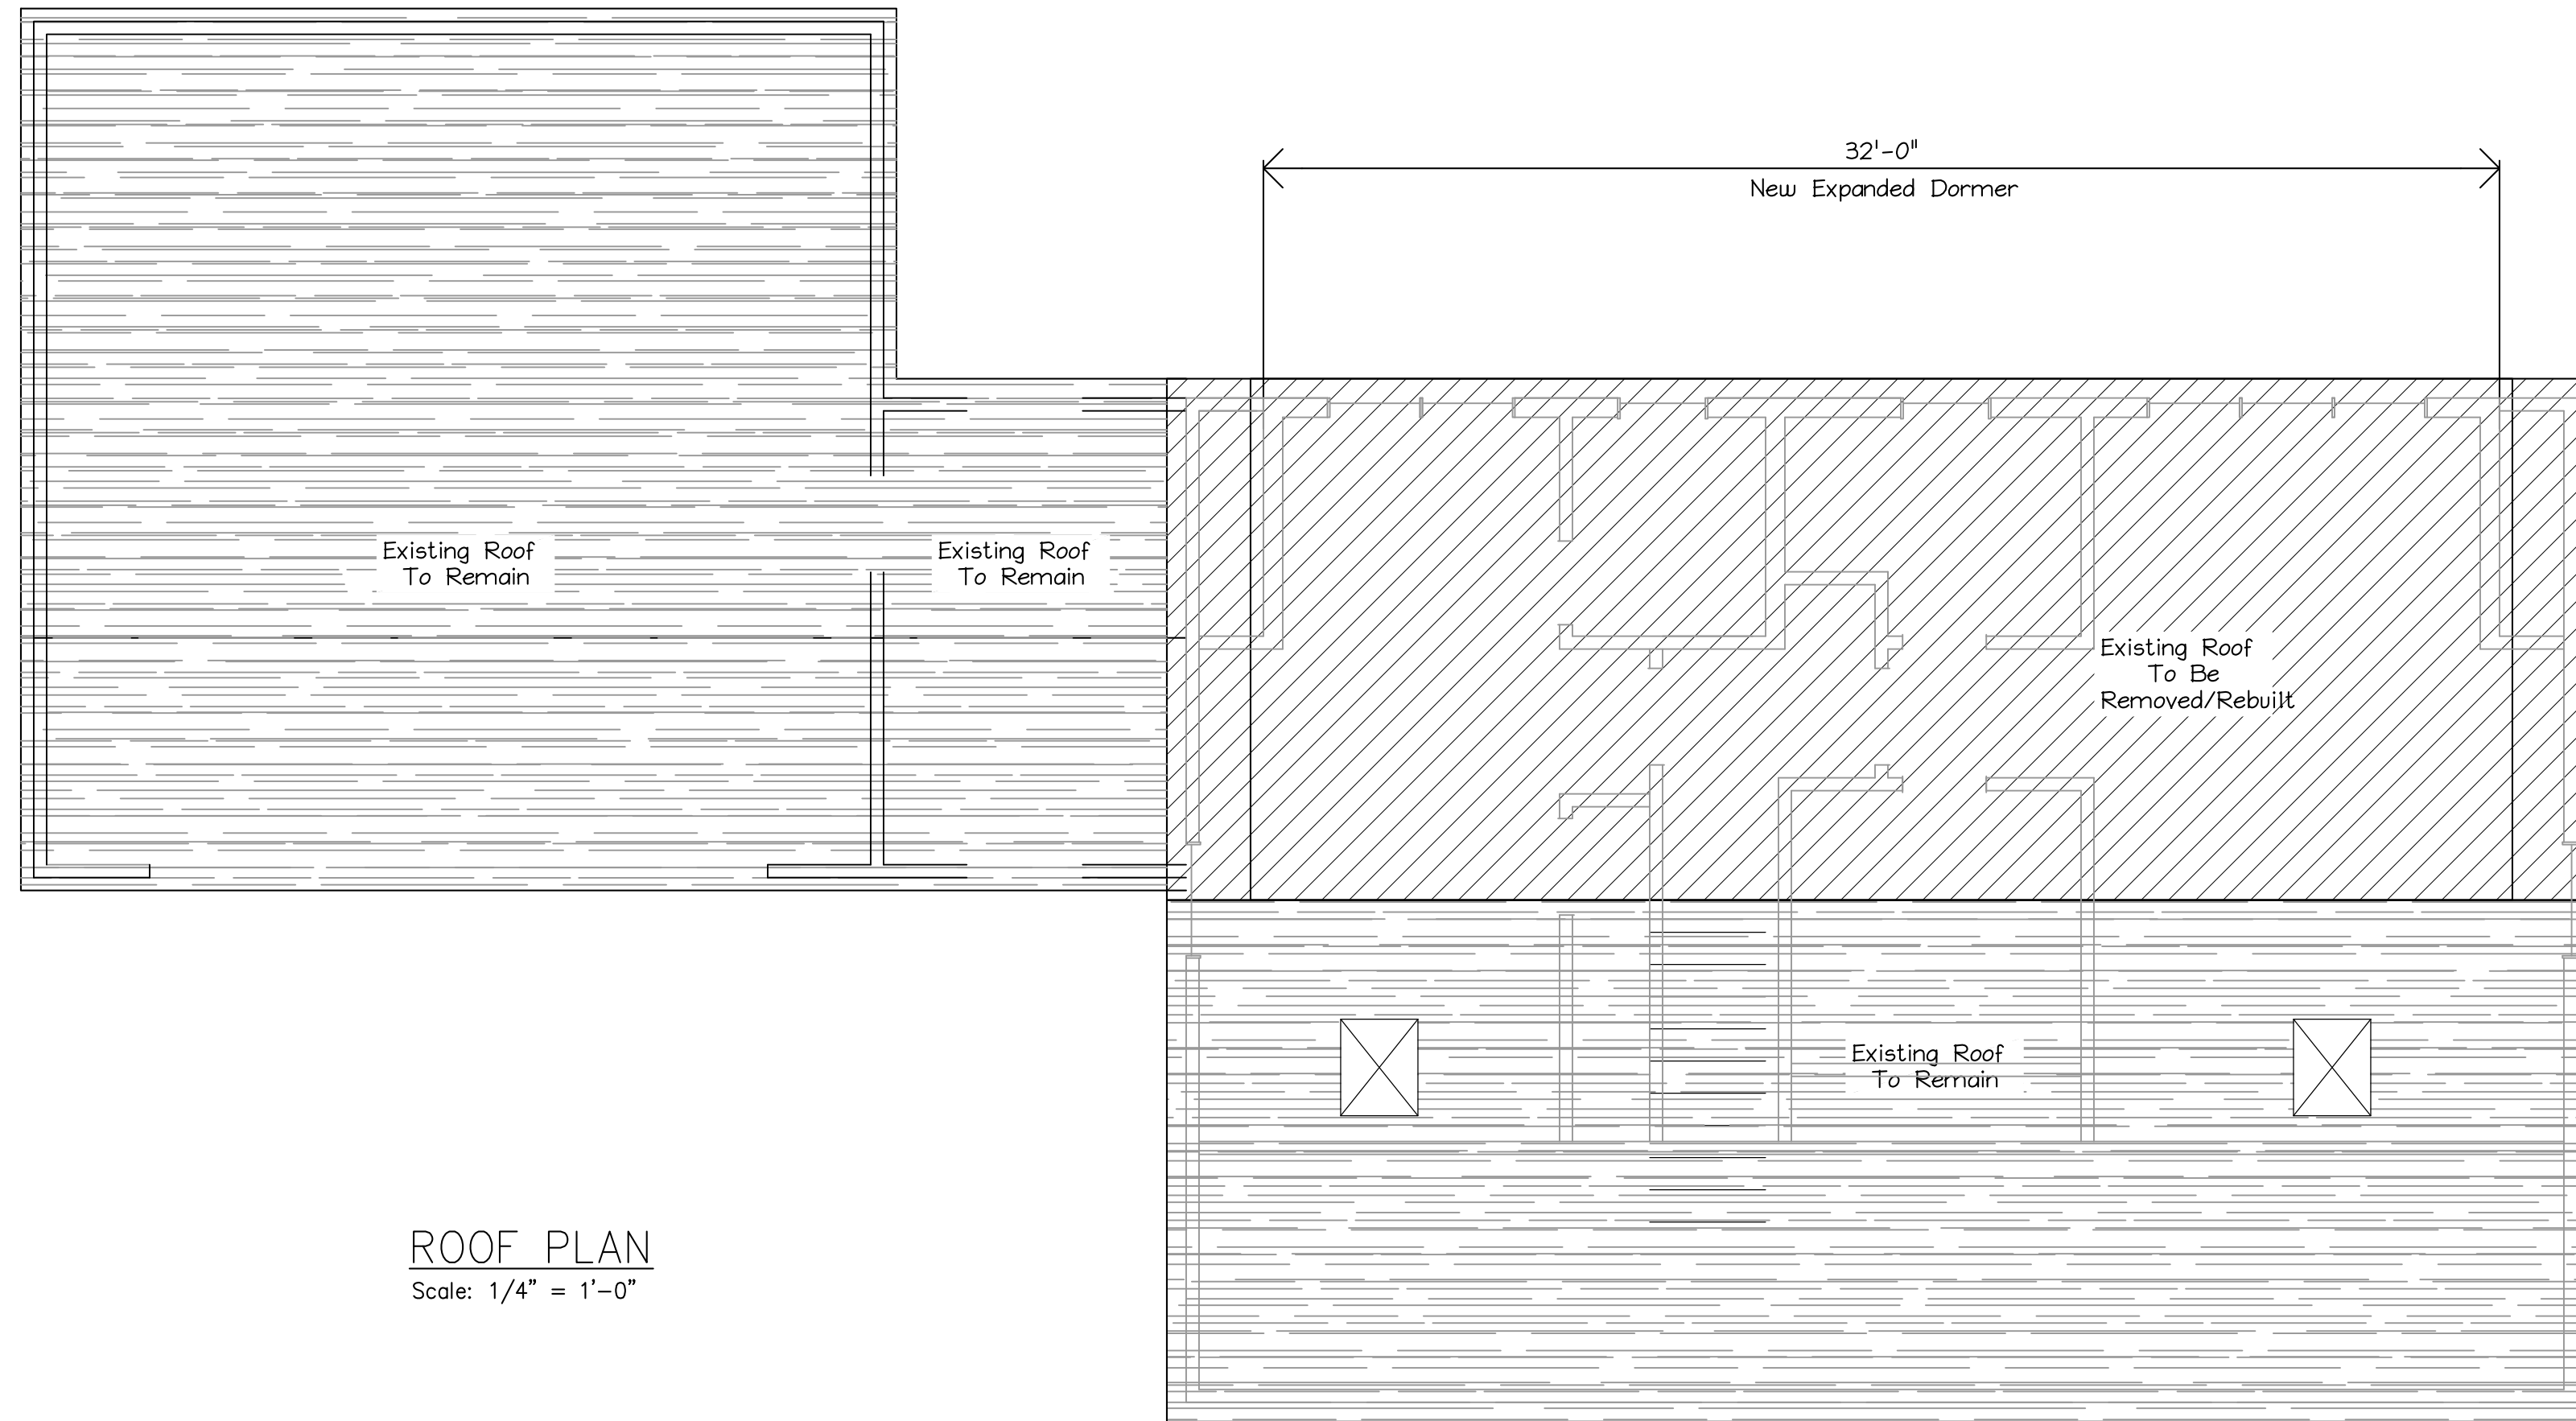 32'-0"
New Expanded Dormer
Existing Roof
To Remain
Existing Roof
To Remain
Existing Roof
To Be
Removed/Rebuilt
Existing Roof
To Remain
ROOF PLAN
Scale: 1/4" = 1'-0"